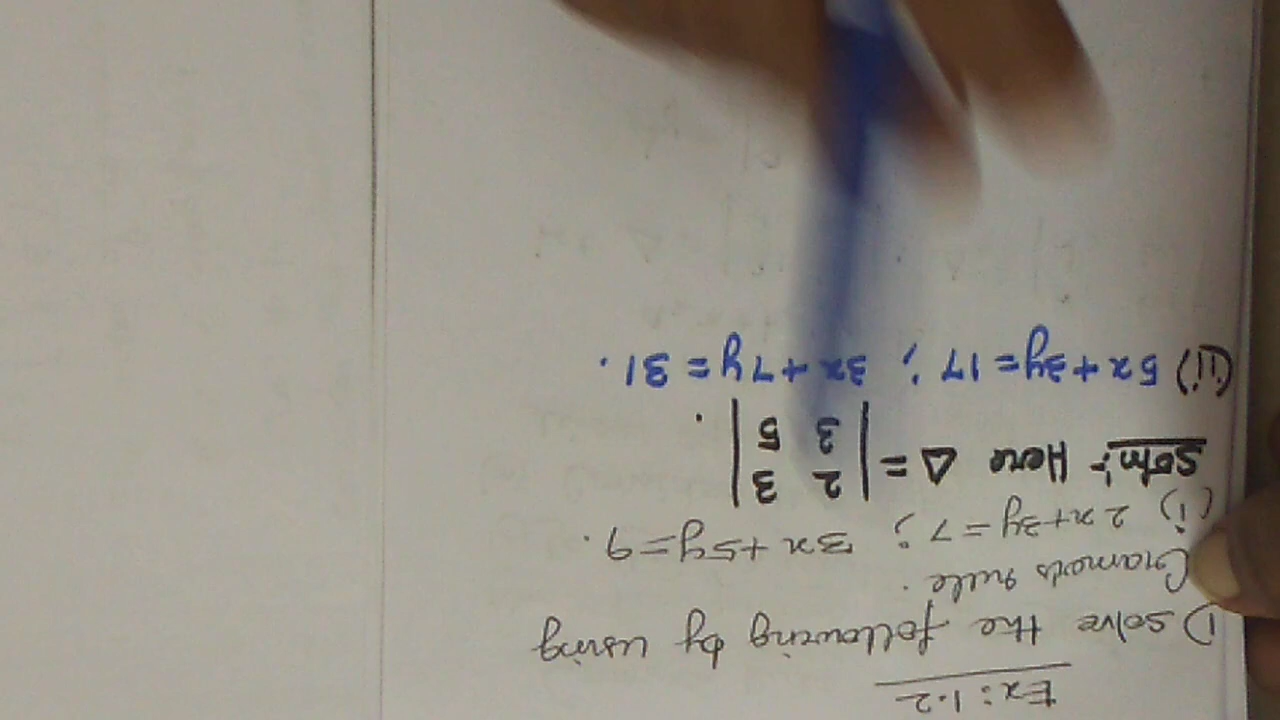 Ex: 1.2
1) solve the following by using
Cramer's rule.
(i) 2x+3y=7; 3x+5y=9.
Soln:- Here Δ = | 2 3 |
| 3 5 | .
(ii) 5x+3y=17; 3x+7y=31.